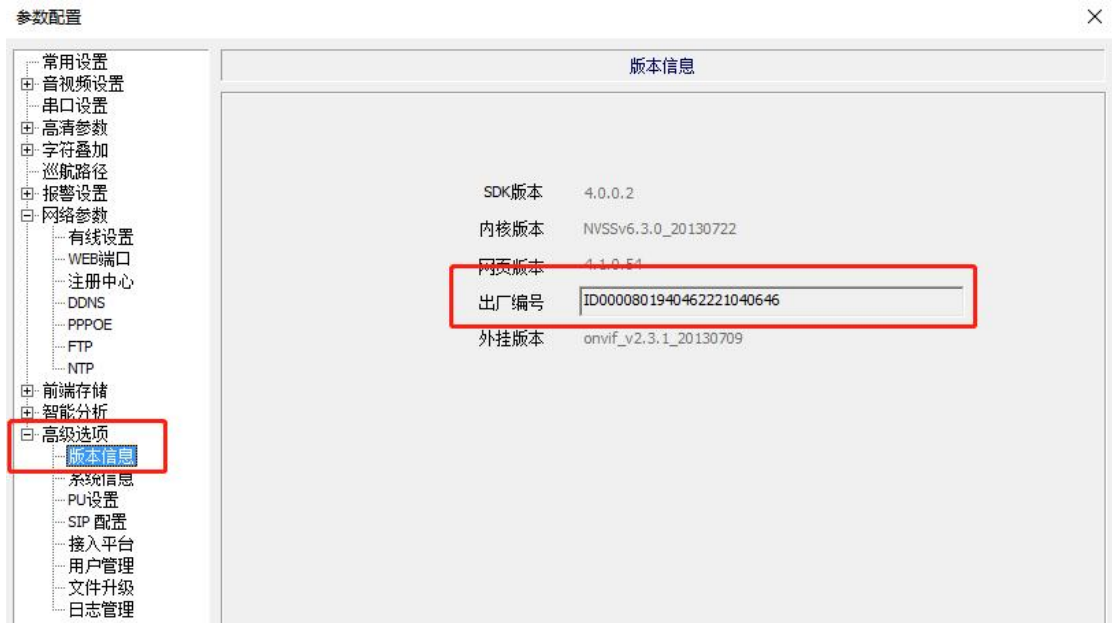 参数配置
常用设置
音视频设置
串口设置
高清参数
字符叠加
巡航路径
报警设置
网络参数
有线设置
WEB端口
注册中心
DDNS
PPPOE
FTP
NTP
前端存储
智能分析
高级选项
版本信息
系统信息
PU设置
SIP 配置
接入平台
用户管理
文件升级
日志管理
版本信息
SDK版本 4.0.0.2
内核版本 NVSSv6.3.0_20130722
网页版本 4.1.0.54
出厂编号 ID0000801940462221040646
外挂版本 onvif_v2.3.1_20130709